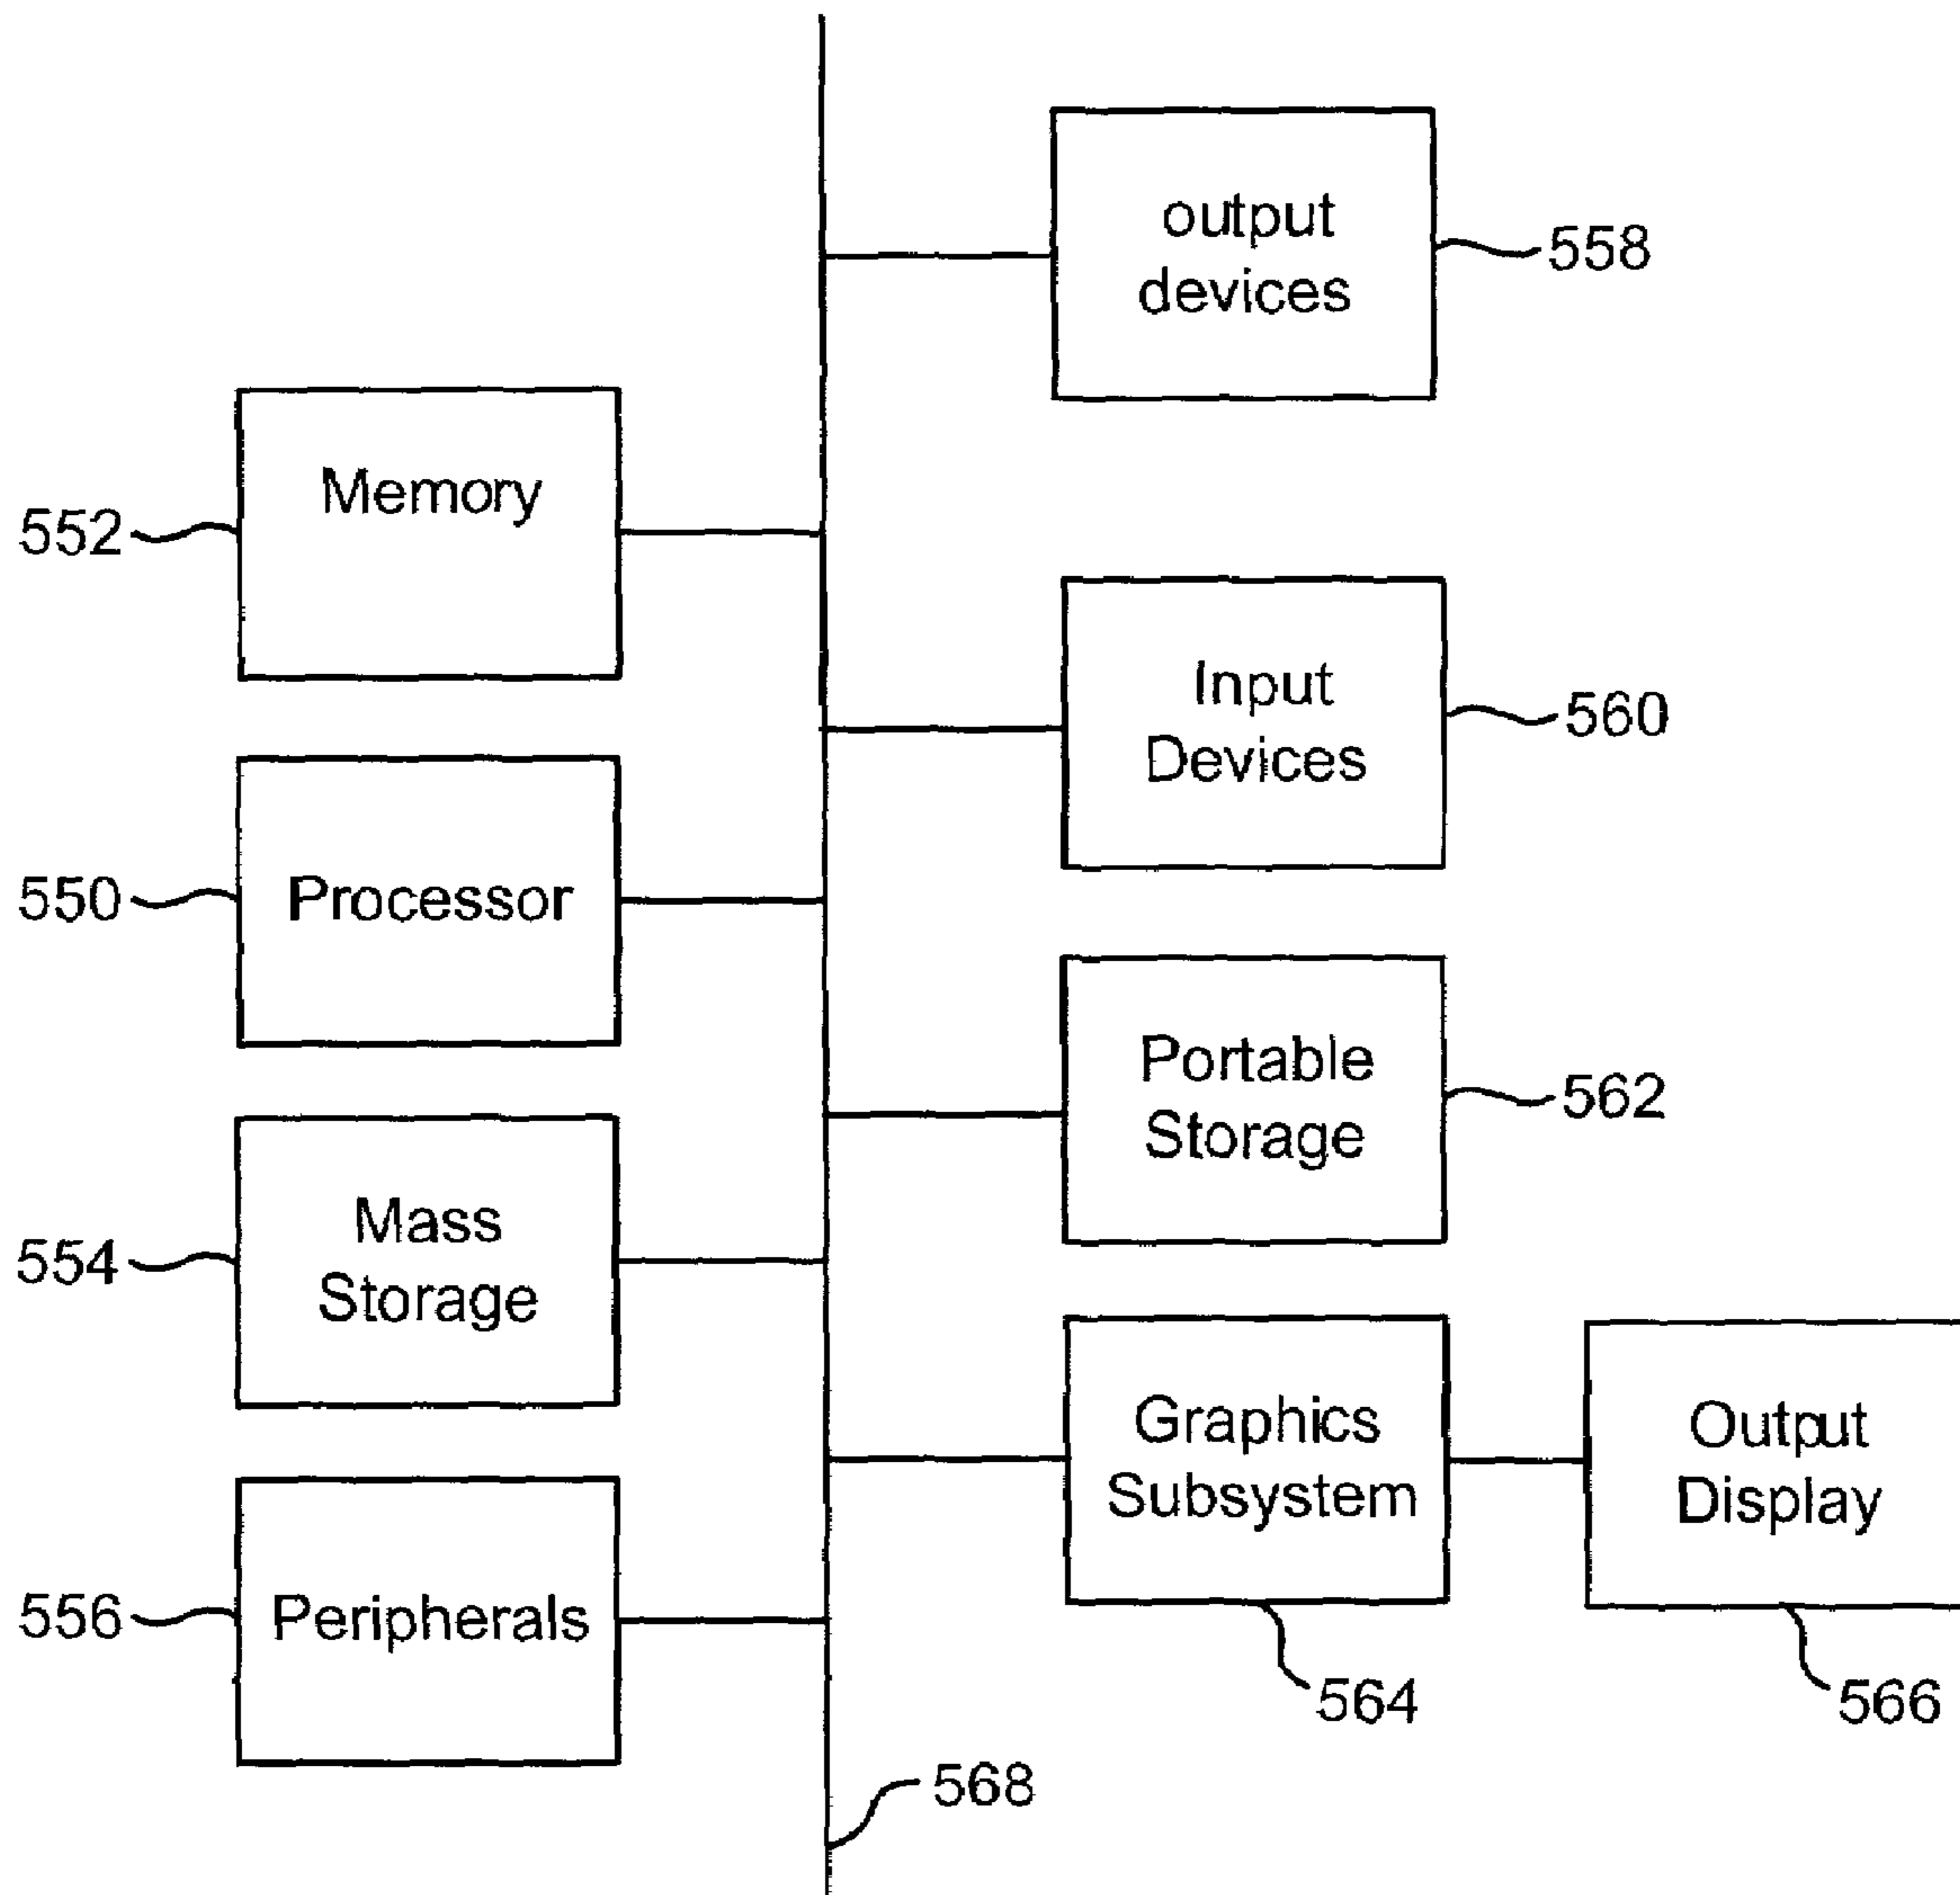 output
devices
558
Memory
552
Input
Devices
560
Processor
550
Portable
Storage
562
Mass
Storage
554
Graphics
Subsystem
564
Output
Display
566
Peripherals
556
568